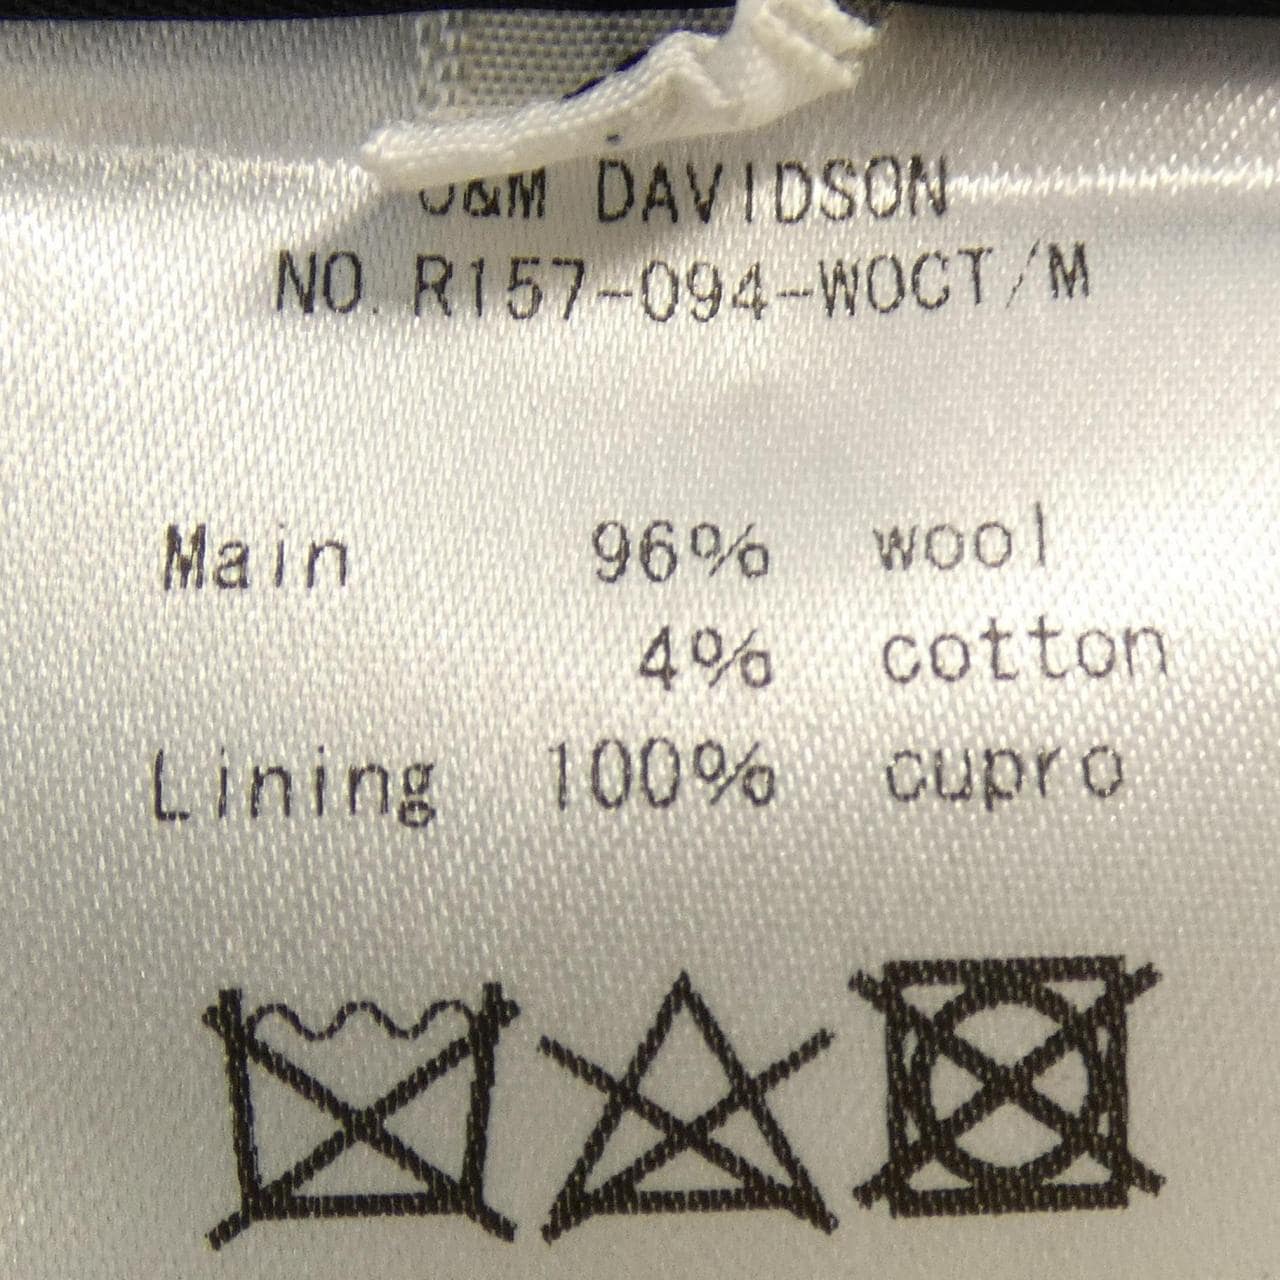 J&M DAVIDSON
NO. R157-094-WOCT/M
Main 96% wool
4% cotton
Lining 100% cupro